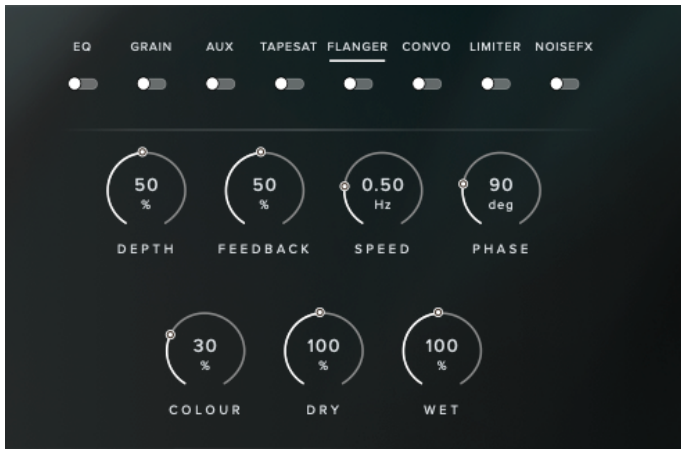 EQ GRAIN AUX TAPESAT FLANGER CONVO LIMITER NOISEFX
50 50 0.50 90
% % Hz deg
DEPTH FEEDBACK SPEED PHASE
30 100 100
% % %
COLOUR DRY WET